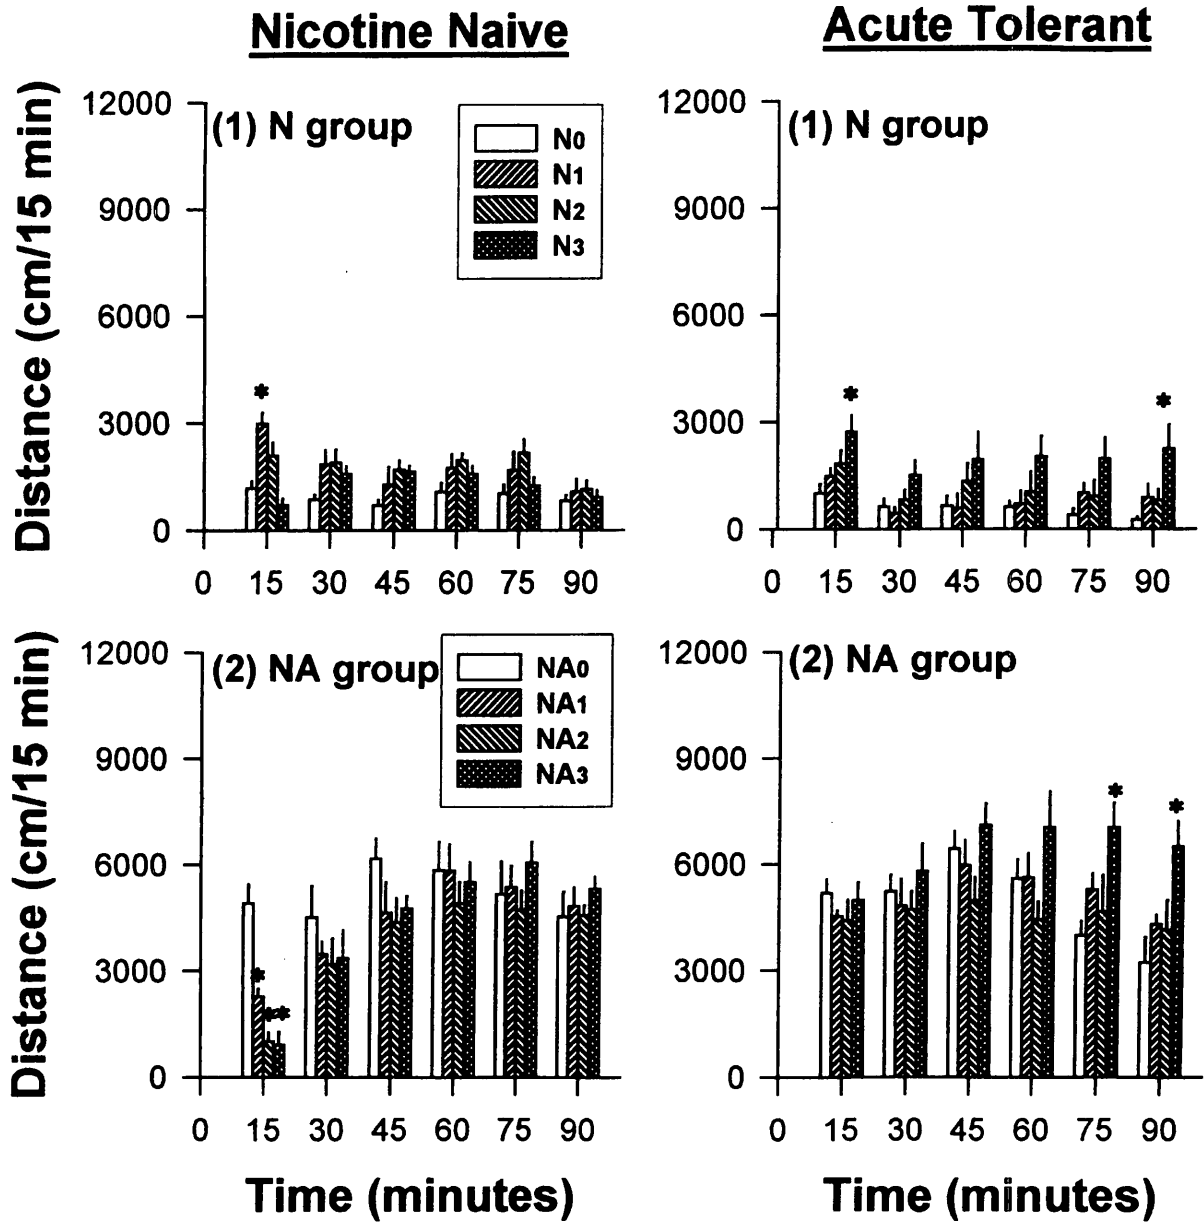 Nicotine Naive
Acute Tolerant
Distance (cm/15 min)
12000
9000
6000
3000
0
(1) N group
N0
N1
N2
N3
*
0 15 30 45 60 75 90
12000
9000
6000
3000
0
(1) N group
* *
0 15 30 45 60 75 90
Distance (cm/15 min)
12000
9000
6000
3000
0
(2) NA group
NA0
NA1
NA2
NA3
*
**
0 15 30 45 60 75 90
Time (minutes)
12000
9000
6000
3000
0
(2) NA group
* *
0 15 30 45 60 75 90
Time (minutes)